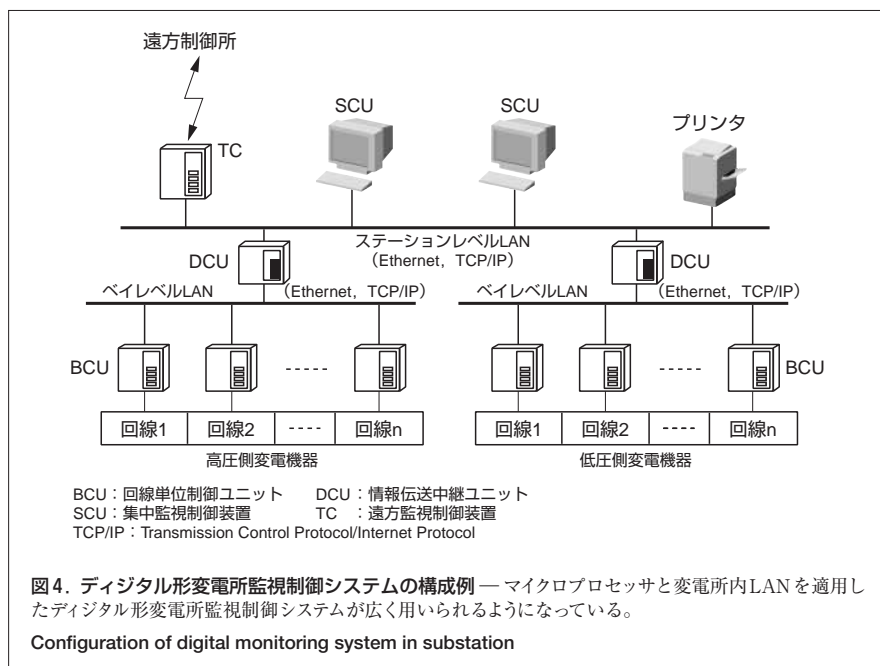 遠方制御所
TC
SCU
SCU
プリンタ
ステーションレベルLAN
(Ethernet，TCP/IP)
DCU
DCU
ベイレベルLAN
(Ethernet，TCP/IP)
ベイレベルLAN
(Ethernet，TCP/IP)
BCU
-----
-----
BCU
回線1 回線2 ---- 回線n
回線1 回線2 ---- 回線n
高圧側変電機器
低圧側変電機器
BCU：回線単位制御ユニット DCU：情報伝送中継ユニット
SCU：集中監視制御装置 TC ：遠方監視制御装置
TCP/IP：Transmission Control Protocol/Internet Protocol
図4．ディジタル形変電所監視制御システムの構成例 — マイクロプロセッサと変電所内LANを適用し
たディジタル形変電所監視制御システムが広く用いられるようになっている。
Configuration of digital monitoring system in substation